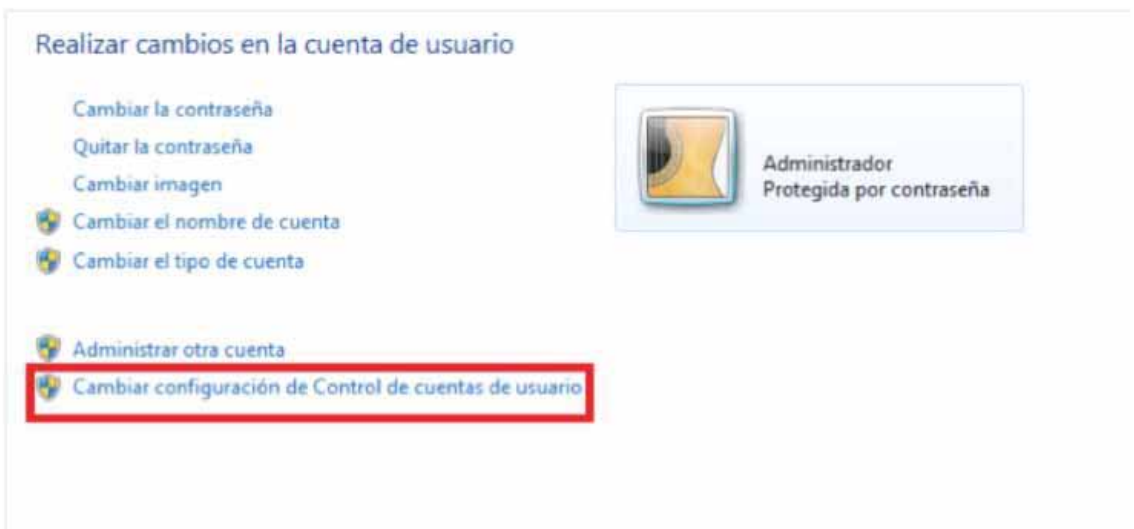 Realizar cambios en la cuenta de usuario
Cambiar la contraseña
Quitar la contraseña
Cambiar imagen
Cambiar el nombre de cuenta
Cambiar el tipo de cuenta
Administrador
Protegida por contraseña
Administrar otra cuenta
Cambiar configuración de Control de cuentas de usuario